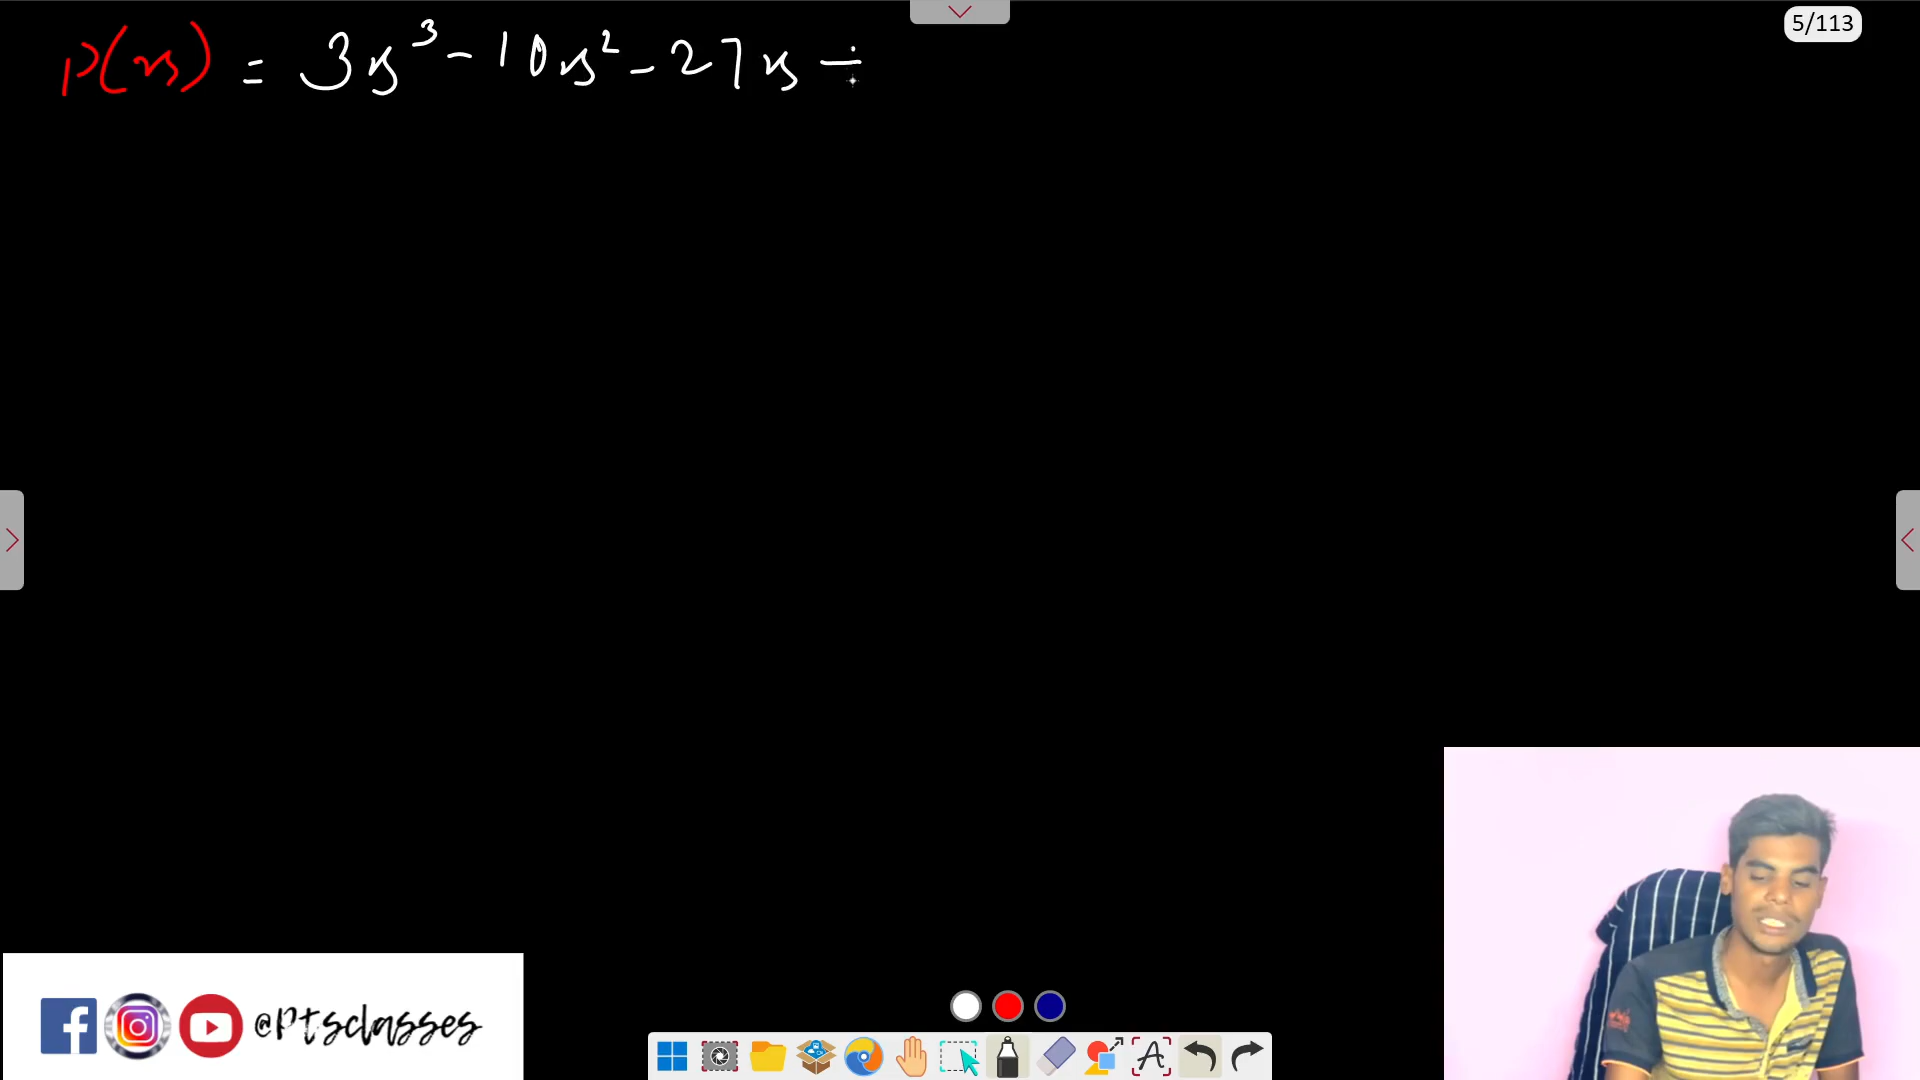 5/113
p(x) = 3x³ - 10x² - 27x +
@Ptsclasses